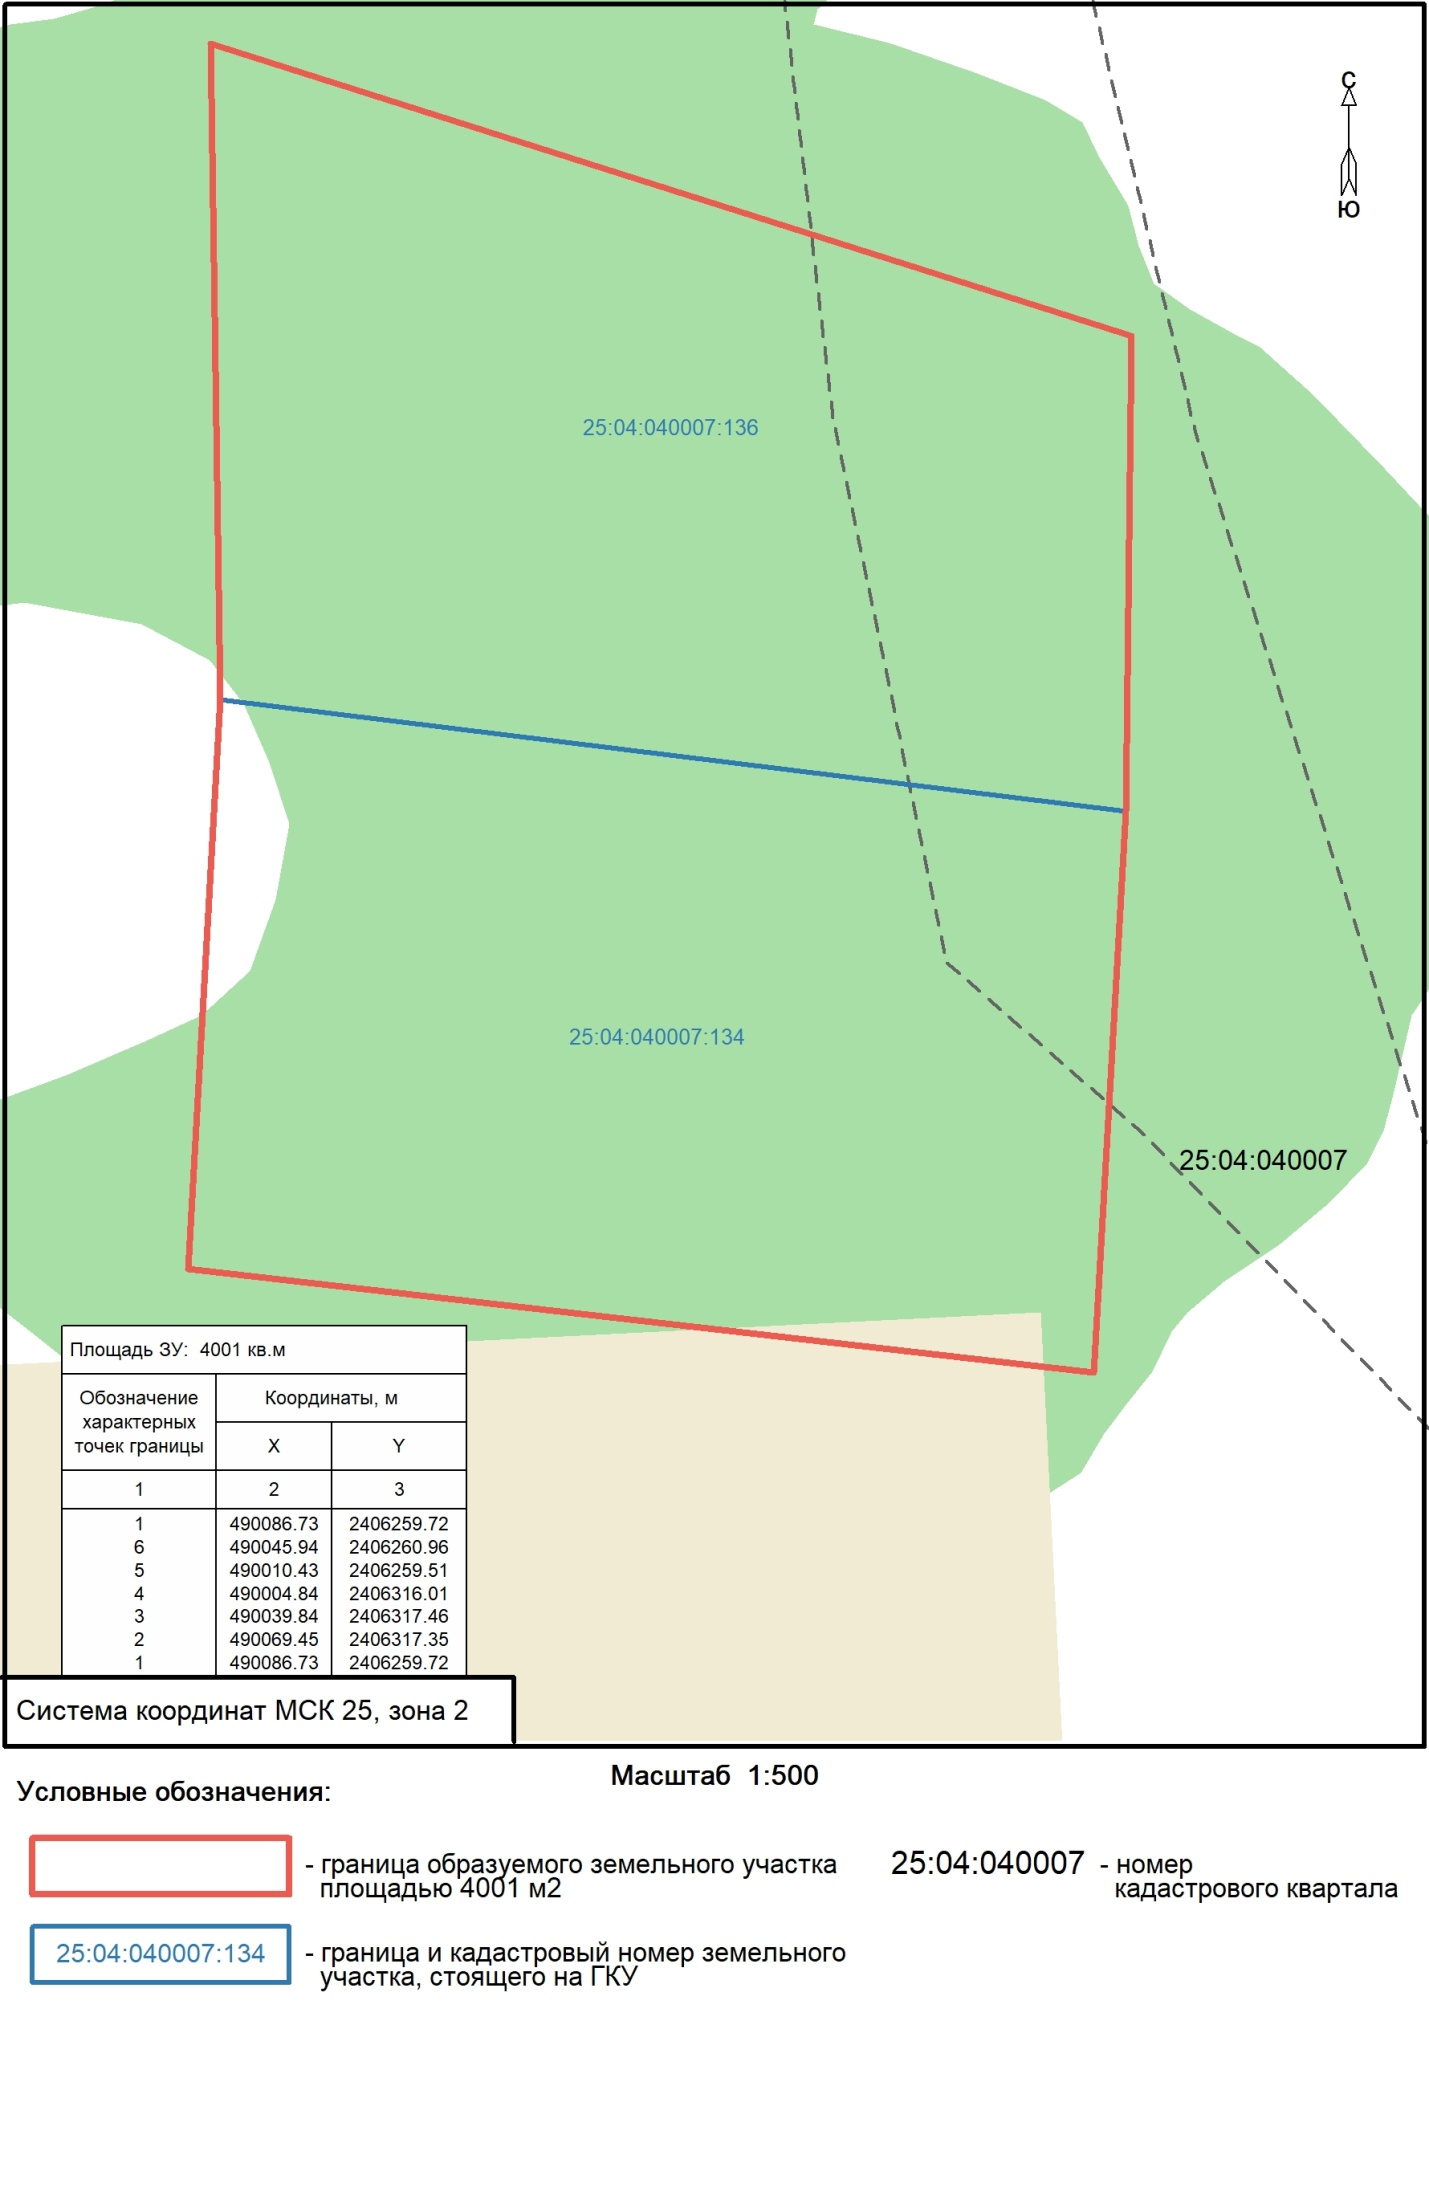 С
Ю
25:04:040007:136
25:04:040007:134
25:04:040007
Площадь ЗУ: 4001 кв.м
Обозначение характерных точек границы
Координаты, м
X Y
1 2 3
1 490086.73 2406259.72
6 490045.94 2406260.96
5 490010.43 2406259.51
4 490004.84 2406316.01
3 490039.84 2406317.46
2 490069.45 2406317.35
1 490086.73 2406259.72
Система координат МСК 25, зона 2
Масштаб 1:500
Условные обозначения:
- граница образуемого земельного участка
площадью 4001 м2
25:04:040007 - номер
кадастрового квартала
25:04:040007:134 - граница и кадастровый номер земельного
участка, стоящего на ГКУ